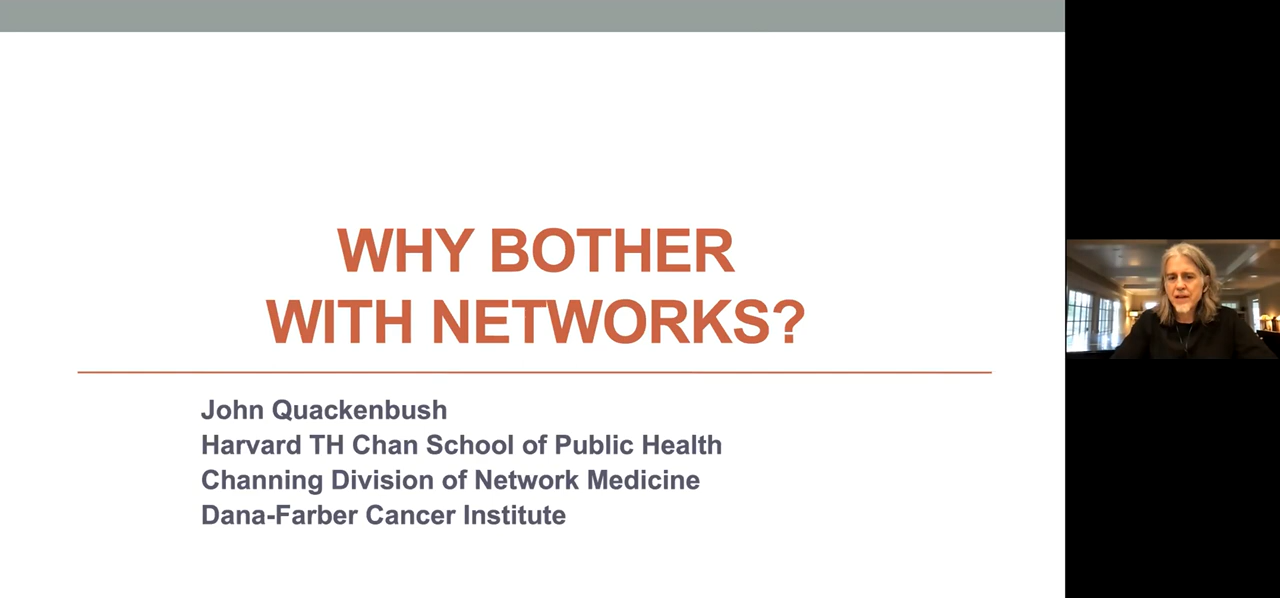 WHY BOTHER
WITH NETWORKS?
John Quackenbush
Harvard TH Chan School of Public Health
Channing Division of Network Medicine
Dana-Farber Cancer Institute